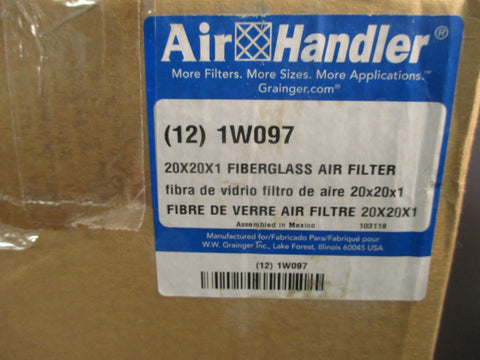 Air Handler®
More Filters. More Sizes. More Applications.™
Grainger.com®
(12) 1W097
20X20X1 FIBERGLASS AIR FILTER
fibra de vidrio filtro de aire 20x20x1
FIBRE DE VERRE AIR FILTRE 20X20X1
Assembled in Mexico 103119
Manufactured for/Fabricado Para/Fabriqué pour
W.W. Grainger Inc., Lake Forest, Illinois 60045 USA
(12) 1W097